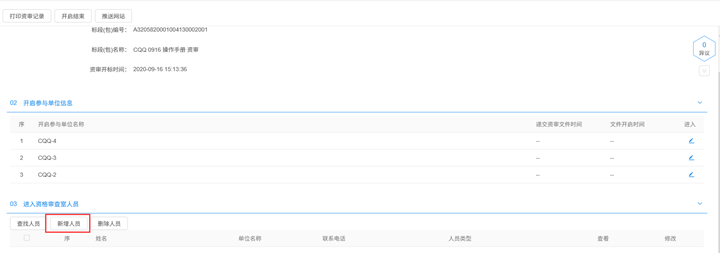 打印资审记录 开启结束 推送网站
标段(包)编号： A3205820001004130002001
0
异议
标段(包)名称： CQQ 0916 操作手册 资审
资审开标时间： 2020-09-16 15:13:36
02 开启参与单位信息
序 开启参与单位名称 递交资审文件时间 文件开启时间 进入
1 CQQ-4 -- --
2 CQQ-3 -- --
3 CQQ-2 -- --
03 进入资格审查室人员
查找人员 新增人员 删除人员
序 姓名 单位名称 联系电话 人员类型 查看 修改